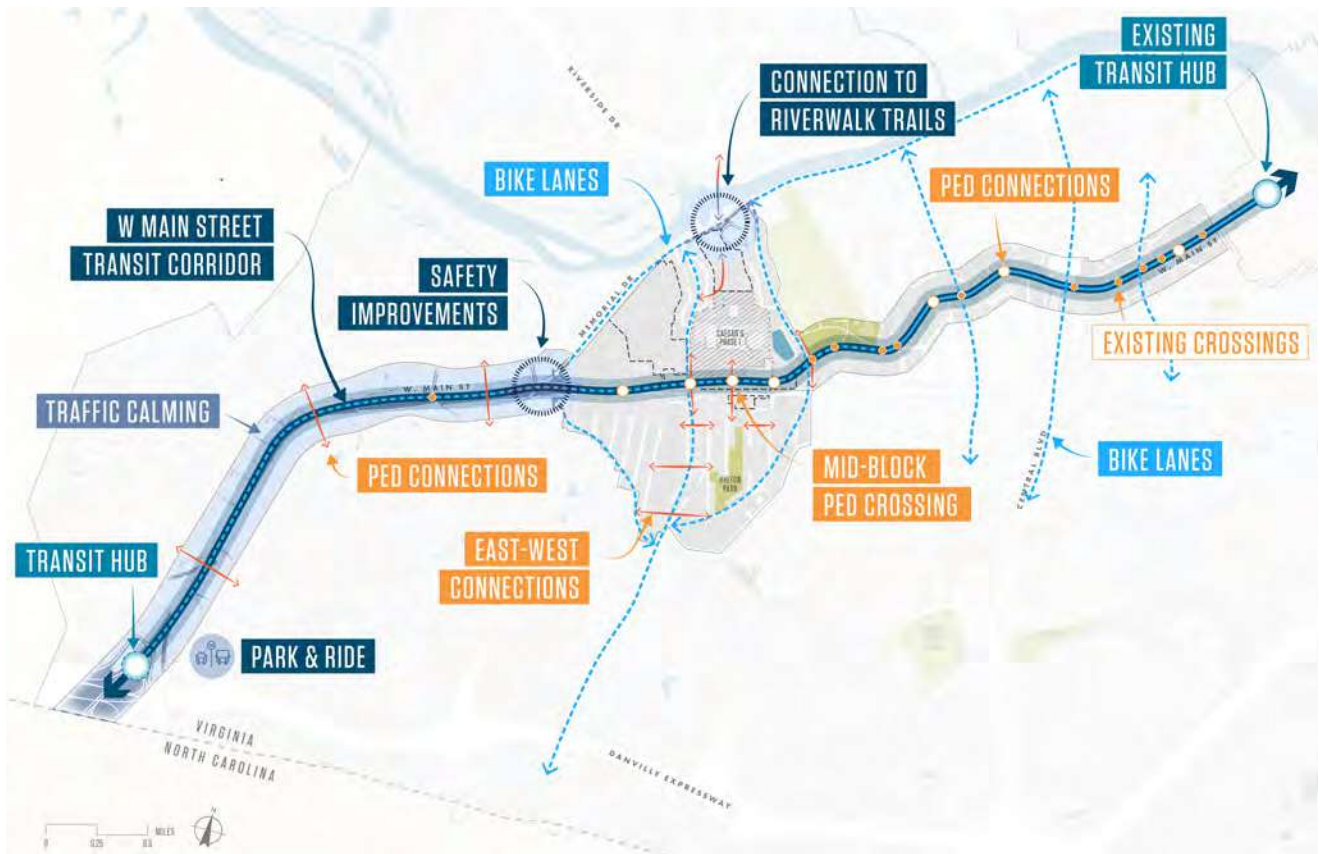 EXISTING
TRANSIT HUB
CONNECTION TO
RIVERWALK TRAILS
RIVERSIDE DR
BIKE LANES
PED CONNECTIONS
W MAIN STREET
TRANSIT CORRIDOR
SAFETY
IMPROVEMENTS
MEMORIAL DR
W. MAIN ST
CAESAR'S
PHASE I
EXISTING CROSSINGS
W. MAIN ST
TRAFFIC CALMING
PED CONNECTIONS
MID-BLOCK
PED CROSSING
CENTRAL BLVD
BIKE LANES
PARK
EAST-WEST
CONNECTIONS
TRANSIT HUB
PARK & RIDE
VIRGINIA
NORTH CAROLINA
DANVILLE EXPRESSWAY
N
MILES
0 0.25 0.5